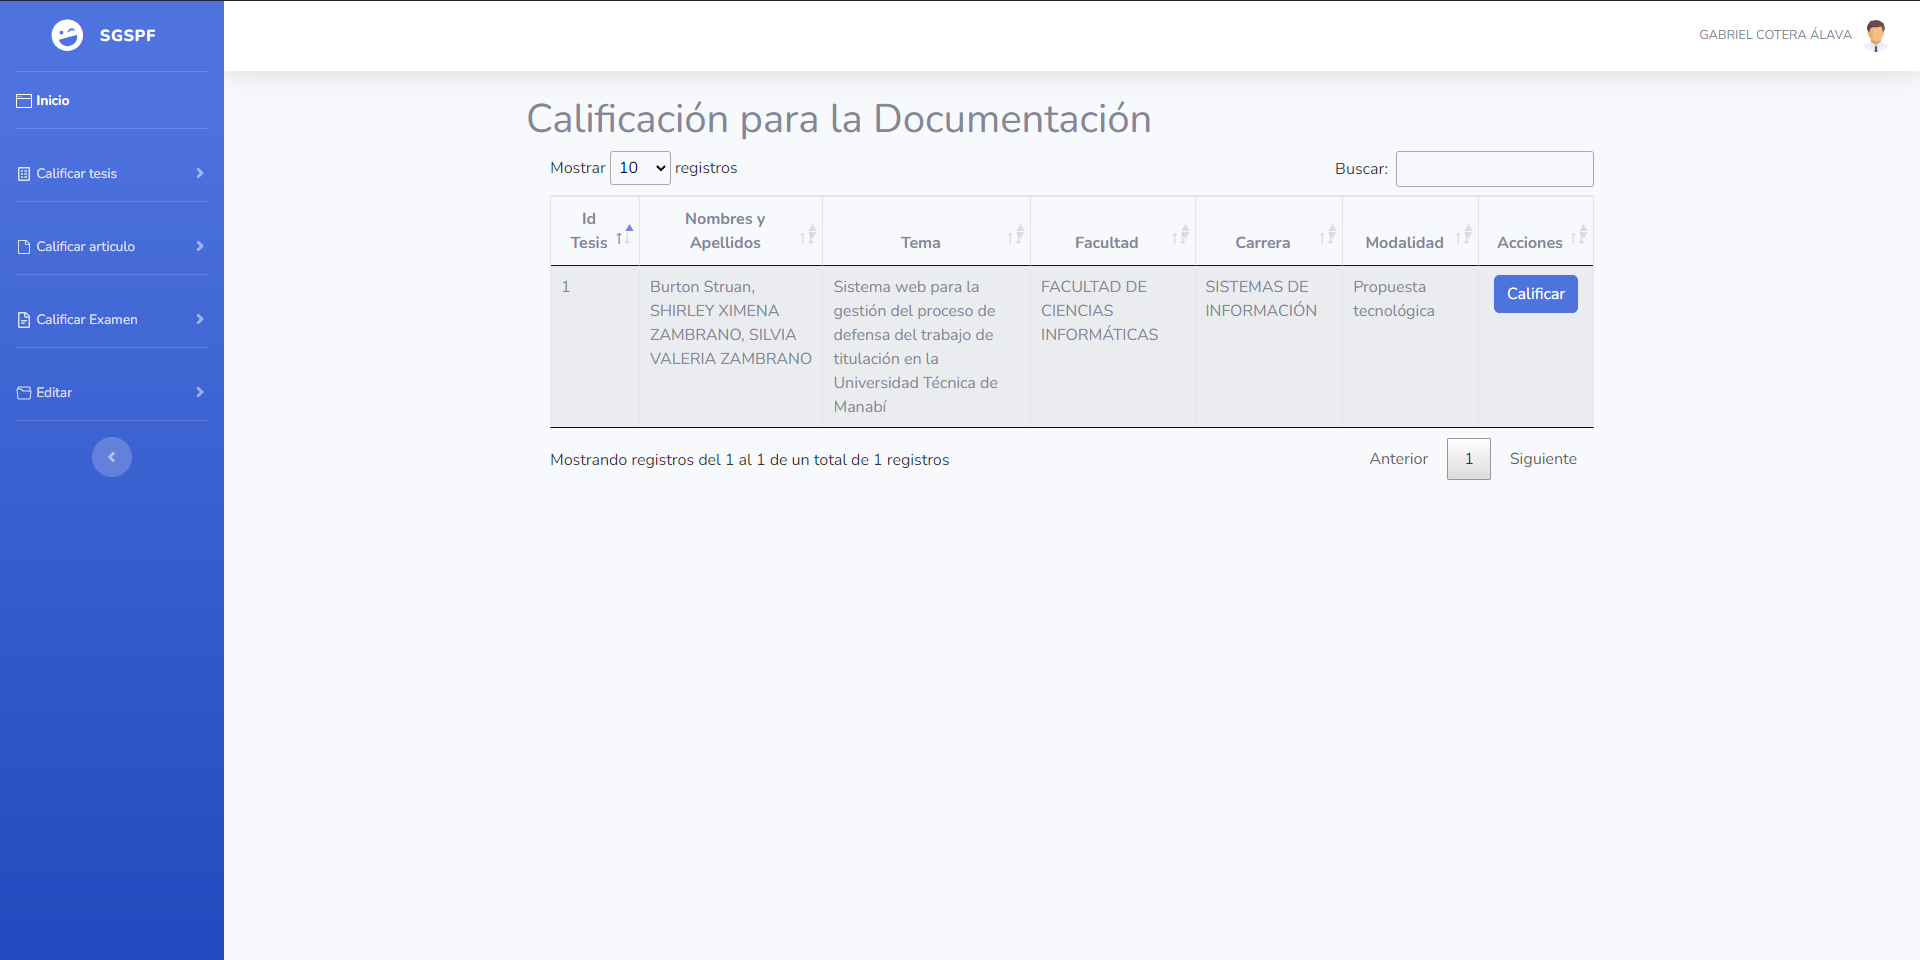 SGSPF
GABRIEL COTERA ÁLAVA
Inicio
Calificar tesis
Calificar articulo
Calificar Examen
Editar
Calificación para la Documentación
Mostrar 10 registros
Buscar:
Id Tesis
Nombres y Apellidos
Tema
Facultad
Carrera
Modalidad
Acciones
1
Burton Struan,
SHIRLEY XIMENA
ZAMBRANO, SILVIA
VALERIA ZAMBRANO
Sistema web para la
gestión del proceso de
defensa del trabajo de
titulación en la
Universidad Técnica de
Manabí
FACULTAD DE
CIENCIAS
INFORMÁTICAS
SISTEMAS DE
INFORMACIÓN
Propuesta
tecnológica
Calificar
Mostrando registros del 1 al 1 de un total de 1 registros
Anterior 1 Siguiente